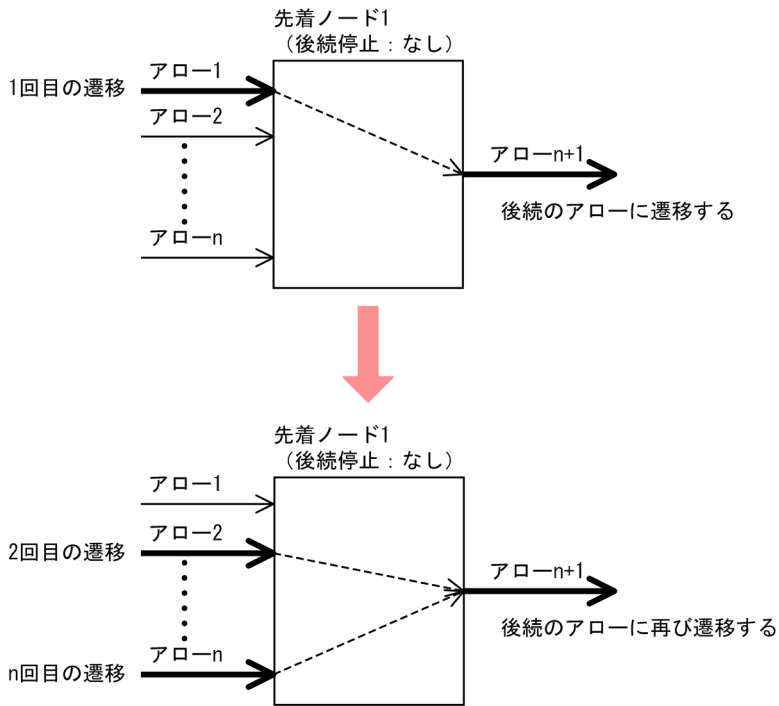 先着ノード1
（後続停止：なし）
1回目の遷移
アロー1
アロー2
アローn
アローn+1
後続のアローに遷移する
先着ノード1
（後続停止：なし）
アロー1
2回目の遷移
アロー2
アローn+1
後続のアローに再び遷移する
n回目の遷移
アローn